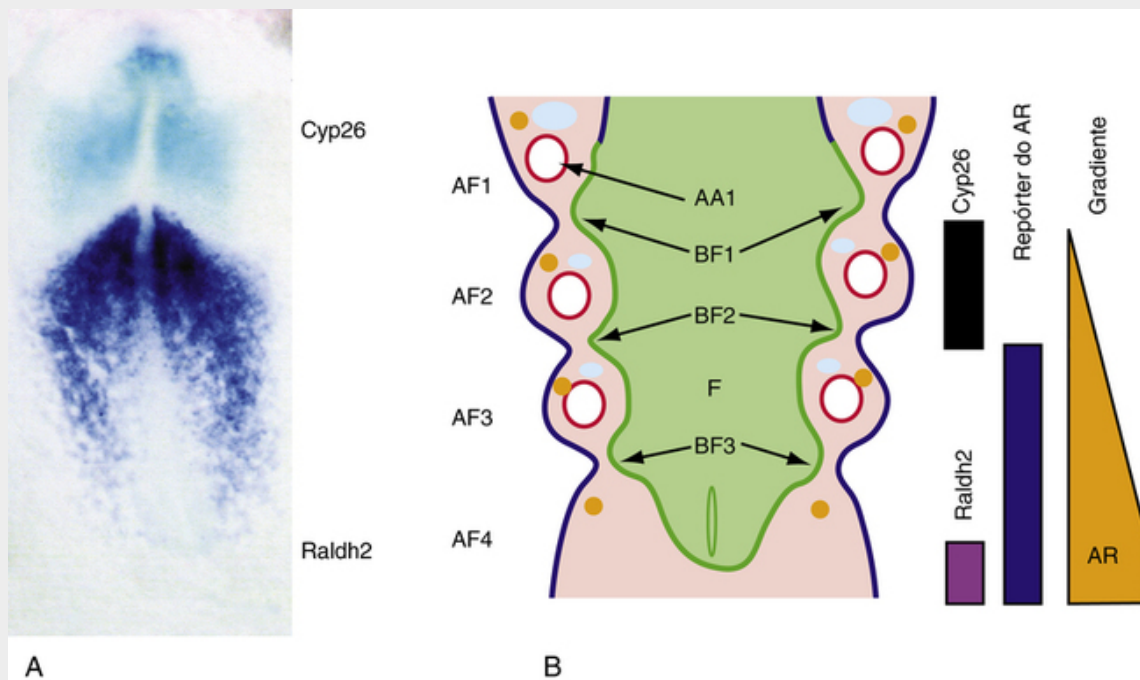 Cyp26
Raldh2
A
AF1
AF2
AF3
AF4
AA1
BF1
BF2
F
BF3
B
Cyp26
Raldh2
Repórter do AR
Gradiente
AR